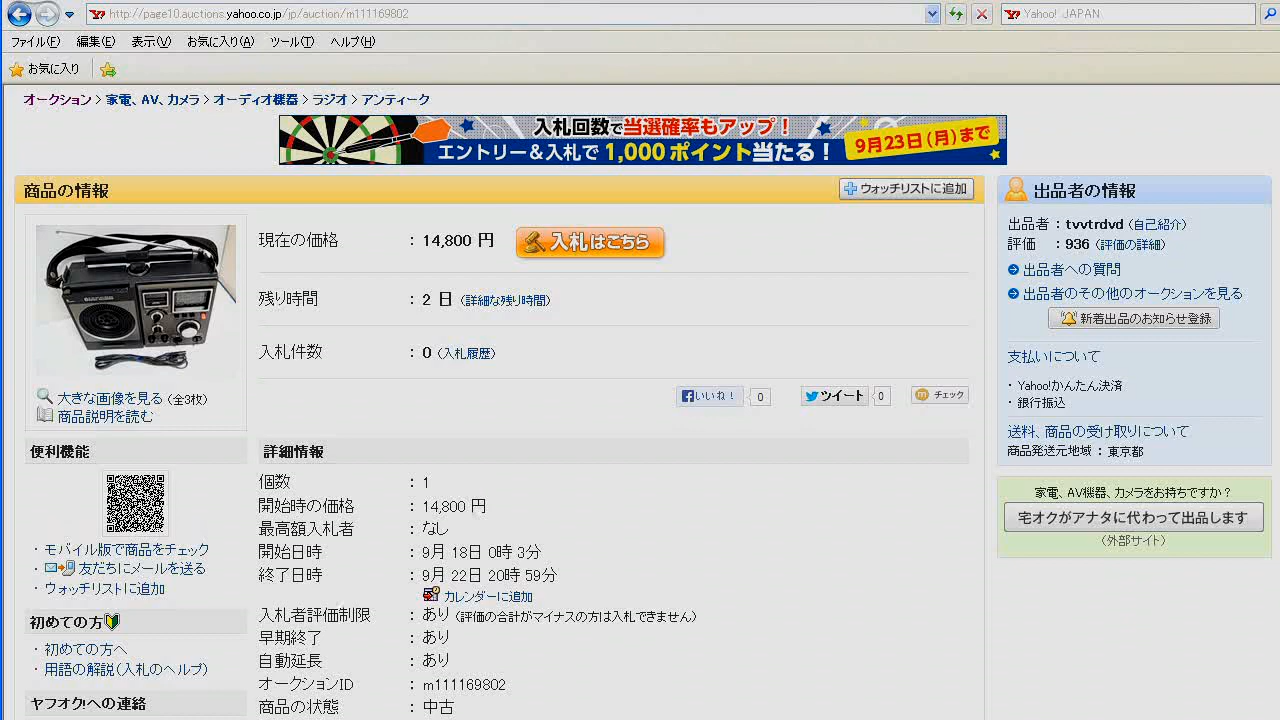 http://page10.auctions.yahoo.co.jp/jp/auction/m111169802
Yahoo! JAPAN
ファイル(F) 編集(E) 表示(V) お気に入り(A) ツール(T) ヘルプ(H)
お気に入り
オークション > 家電、AV、カメラ > オーディオ機器 > ラジオ > アンティーク
入札回数で当選確率もアップ！
エントリー＆入札で 1,000 ポイント当たる！
9月23日(月)まで
商品の情報
ウォッチリストに追加
現在の価格 ： 14,800 円
入札はこちら
残り時間 ： 2 日 (詳細な残り時間)
入札件数 ： 0 (入札履歴)
大きな画像を見る (全3枚)
商品説明を読む
いいね！ 0
ツイート 0
チェック
便利機能
・ モバイル版で商品をチェック
・ 友だちにメールを送る
・ ウォッチリストに追加
初めての方
・ 初めての方へ
・ 用語の解説(入札のヘルプ)
ヤフオク!への連絡
詳細情報
個数 ： 1
開始時の価格 ： 14,800 円
最高額入札者 ： なし
開始日時 ： 9月 18日 0時 3分
終了日時 ： 9月 22日 20時 59分
カレンダーに追加
入札者評価制限 ： あり (評価の合計がマイナスの方は入札できません)
早期終了 ： あり
自動延長 ： あり
オークションID ： m111169802
商品の状態 ： 中古
出品者の情報
出品者 ： tvvtrdvd (自己紹介)
評価 ： 936 (評価の詳細)
出品者への質問
出品者のその他のオークションを見る
新着出品のお知らせ登録
支払いについて
・ Yahoo!かんたん決済
・ 銀行振込
送料、商品の受け取りについて
商品発送元地域 ： 東京都
家電、AV機器、カメラをお持ちですか？
宅オクがアナタに代わって出品します
(外部サイト)